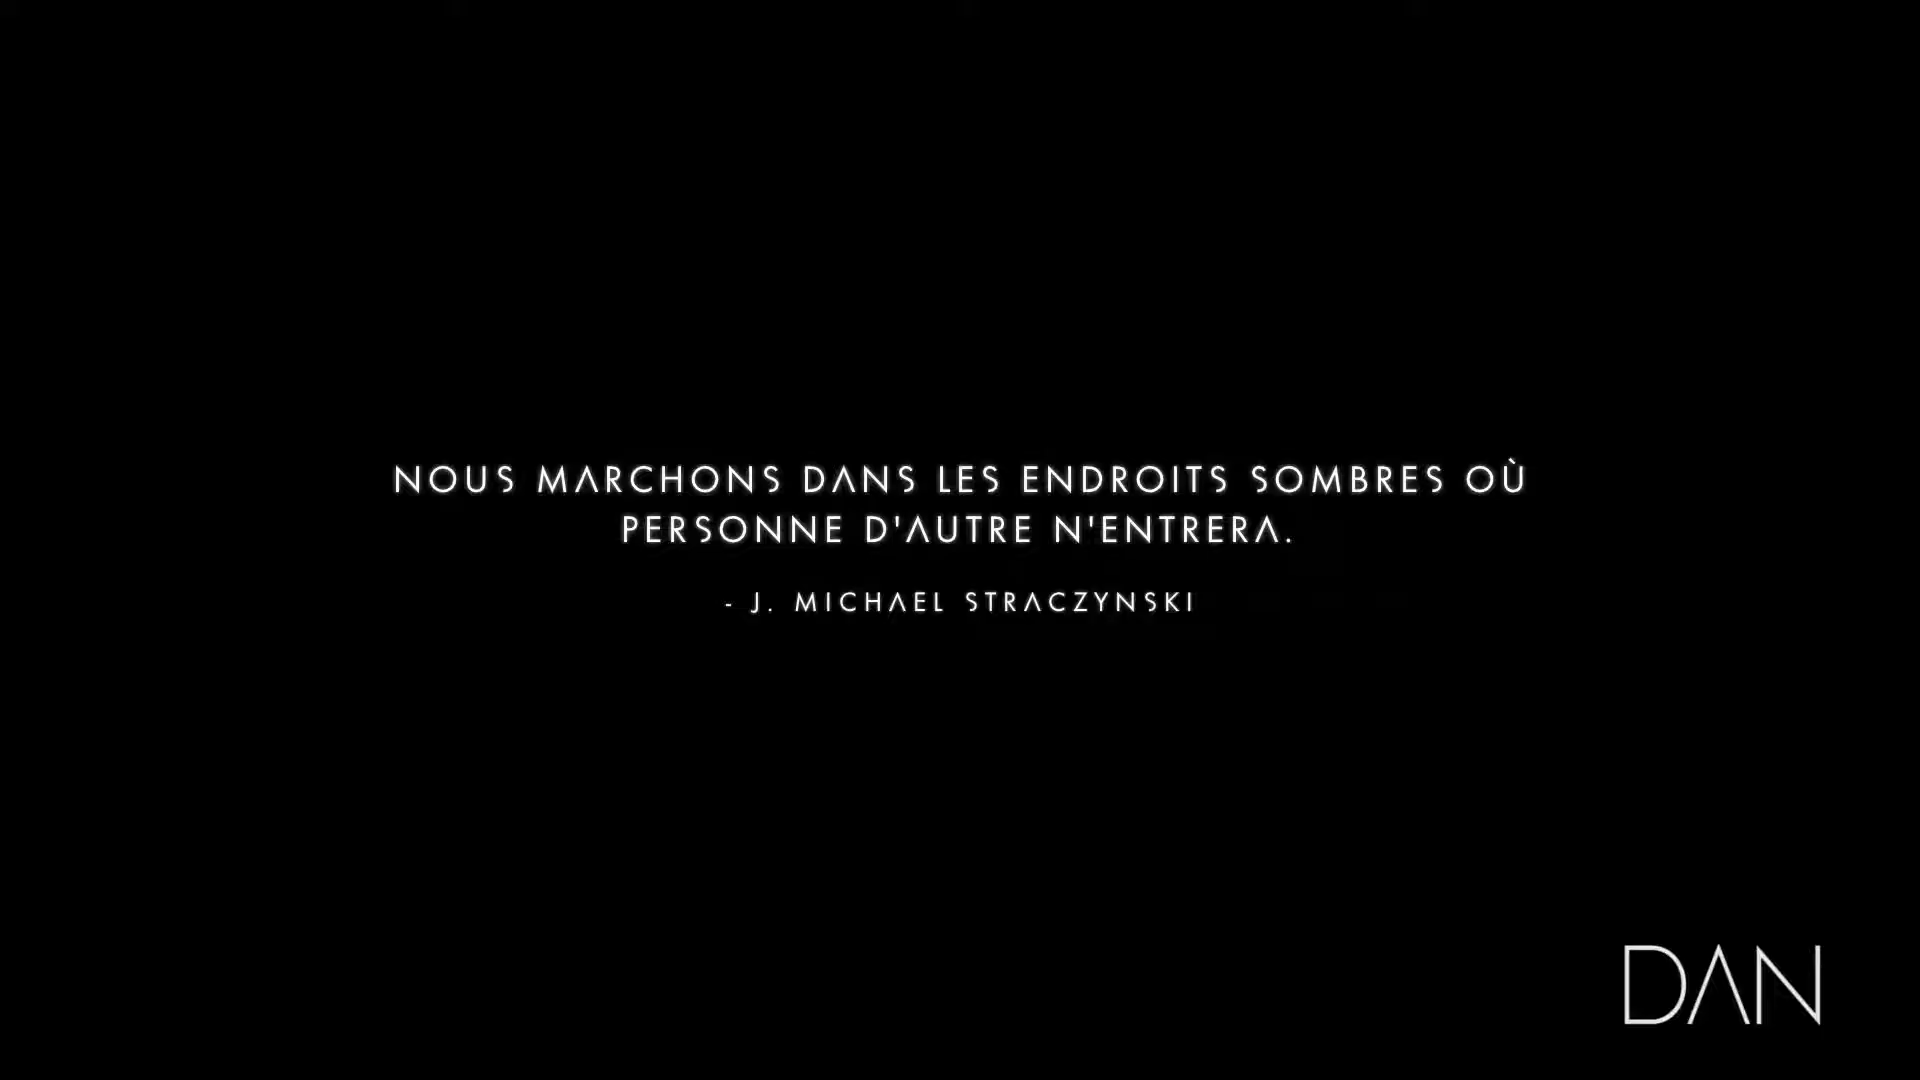 NOUS MARCHONS DANS LES ENDROITS SOMBRES OÙ
PERSONNE D'AUTRE N'ENTRERA.
- J. MICHAEL STRACZYNSKI
DAN